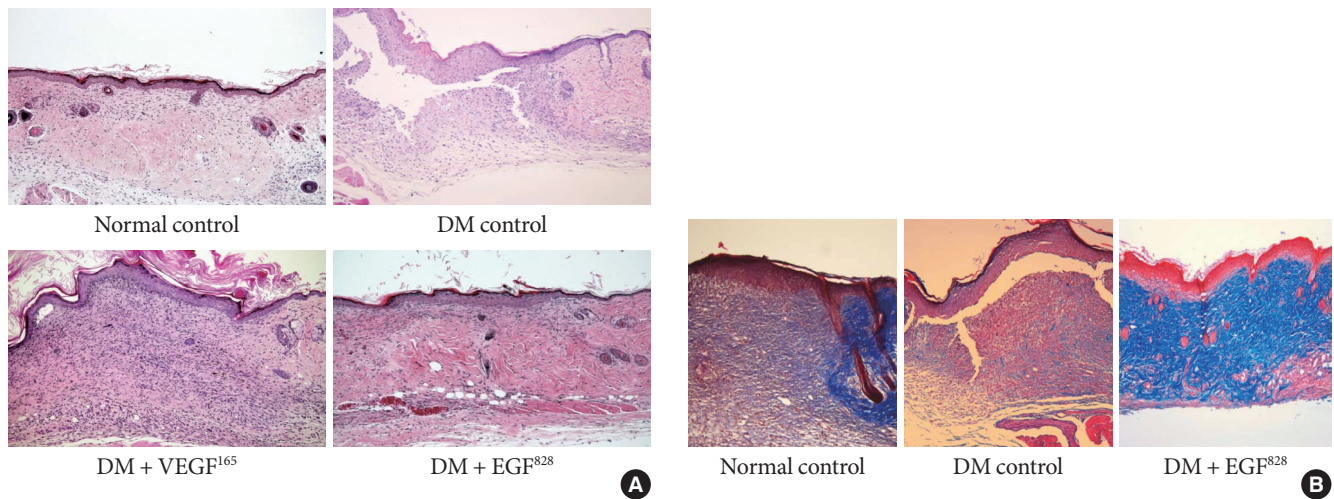 Normal control
DM control
DM + VEGF¹⁶⁵
DM + EGF⁸²⁸
A
Normal control
DM control
DM + EGF⁸²⁸
B